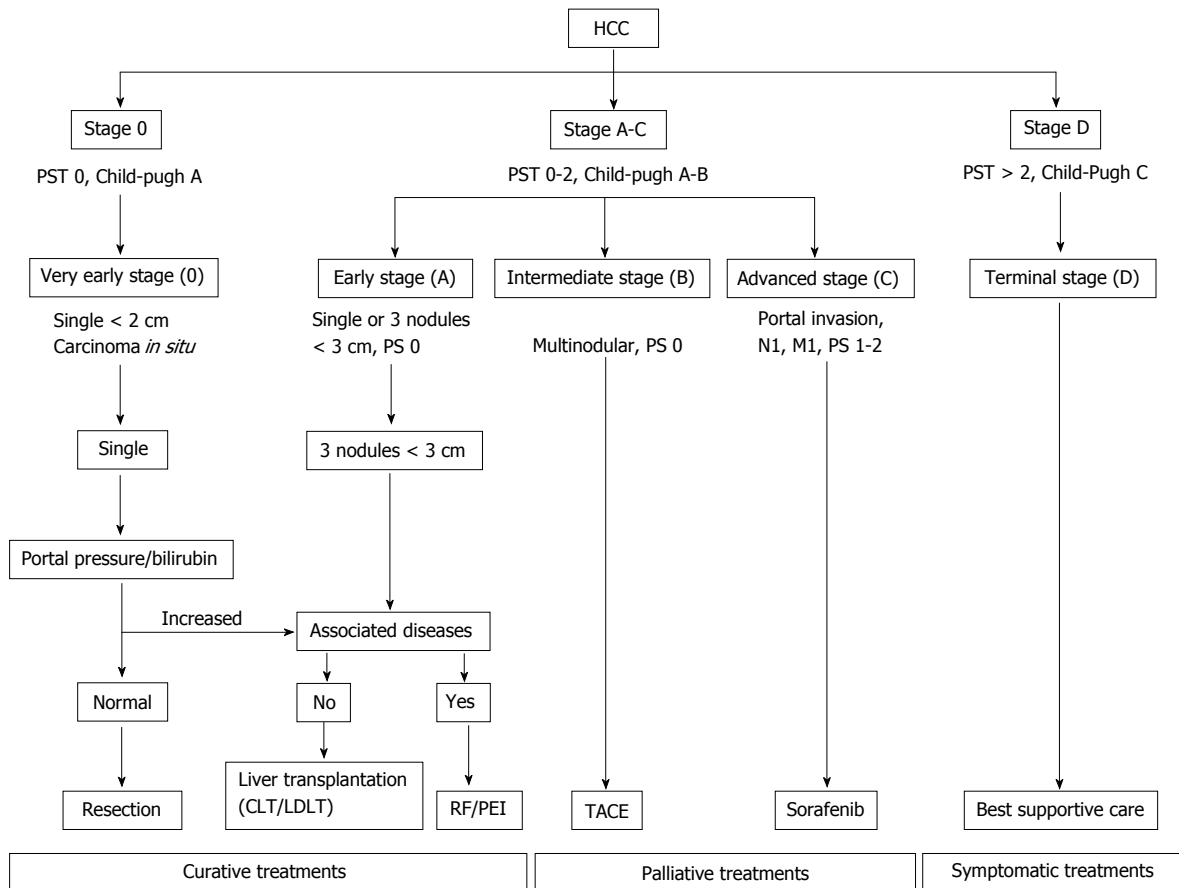 HCC
Stage 0
Stage A-C
Stage D
PST 0, Child-pugh A
PST 0-2, Child-pugh A-B
PST > 2, Child-Pugh C
Very early stage (0)
Early stage (A)
Intermediate stage (B)
Advanced stage (C)
Terminal stage (D)
Single < 2 cm
Carcinoma in situ
Single or 3 nodules
< 3 cm, PS 0
Multinodular, PS 0
Portal invasion,
N1, M1, PS 1-2
Single
3 nodules < 3 cm
Portal pressure/bilirubin
Increased
Associated diseases
Normal
No
Yes
Resection
Liver transplantation
(CLT/LDLT)
RF/PEI
TACE
Sorafenib
Best supportive care
Curative treatments
Palliative treatments
Symptomatic treatments